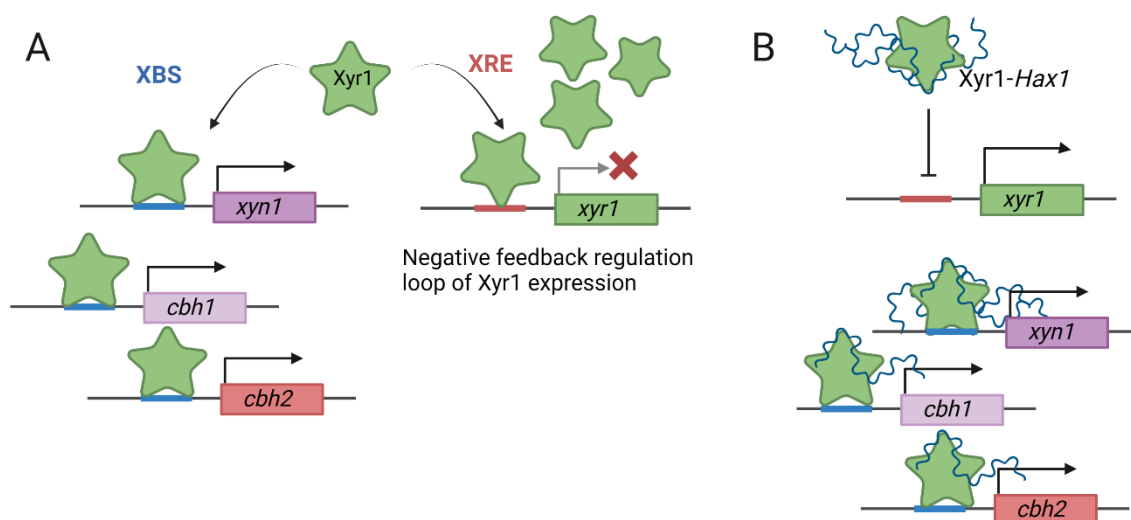 A
XBS
Xyr1
XRE
xyn1
xyr1
Negative feedback regulation
loop of Xyr1 expression
cbh1
cbh2
B
Xyr1-Hax1
xyr1
xyn1
cbh1
cbh2